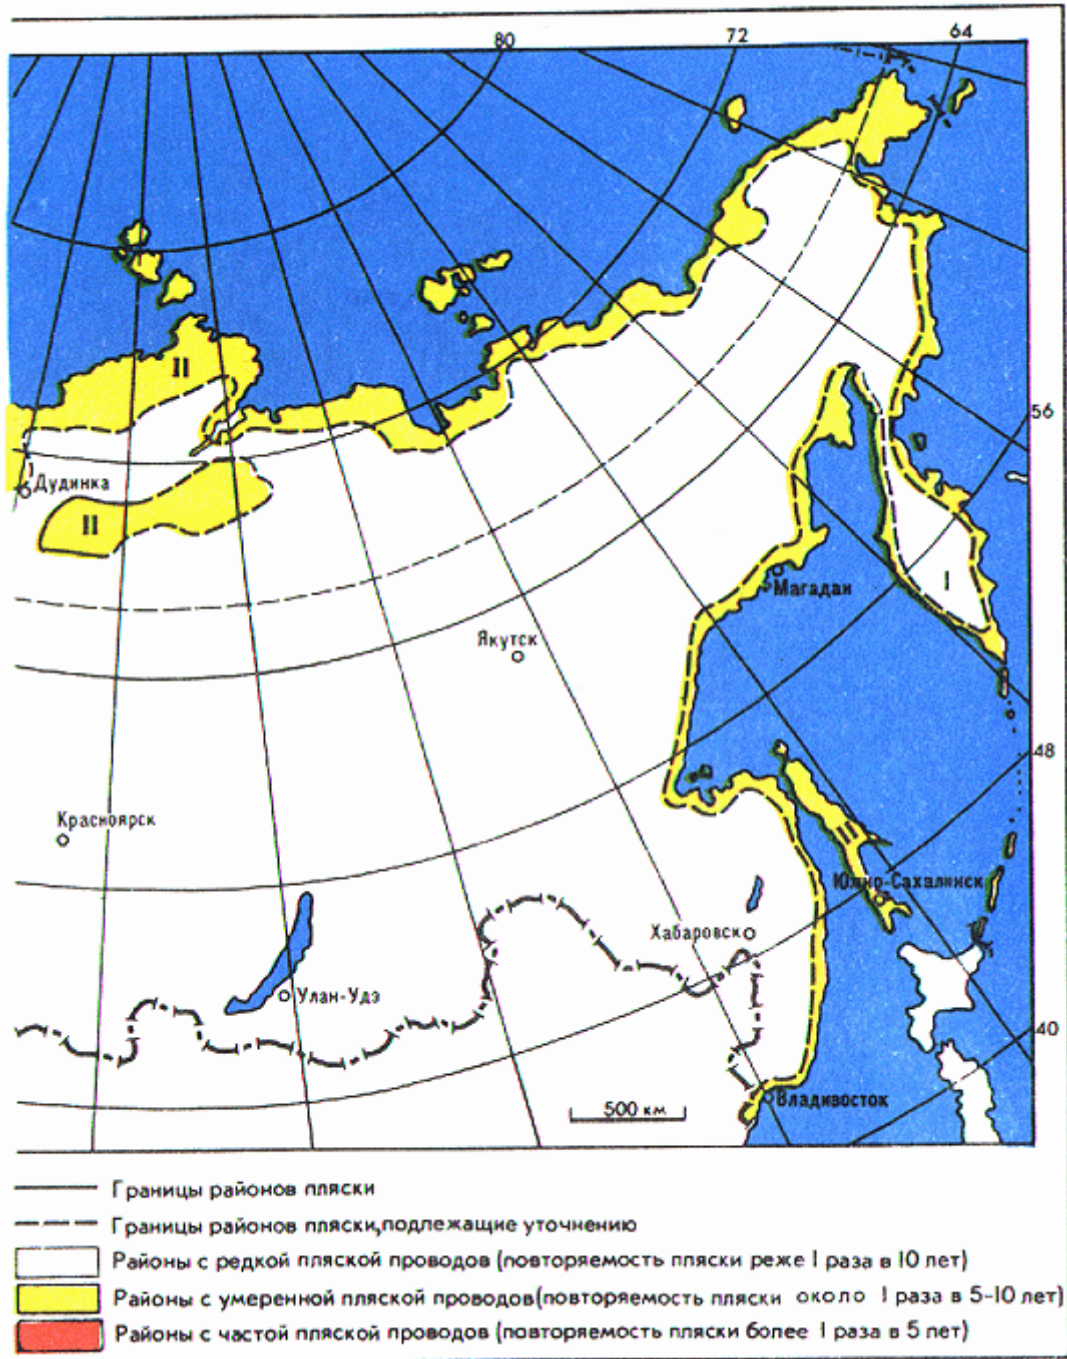 80
72
64
II
56
I
Дудинка
II
I
Магадан
Якутск
48
Красноярск
II
Южно-Сахалинск
Хабаровск
Улан-Удэ
40
500 км
Владивосток
Границы районов пляски
Границы районов пляски, подлежащие уточнению
Районы с редкой пляской проводов (повторяемость пляски реже 1 раза в 10 лет)
Районы с умеренной пляской проводов (повторяемость пляски около 1 раза в 5-10 лет)
Районы с частой пляской проводов (повторяемость пляски более 1 раза в 5 лет)